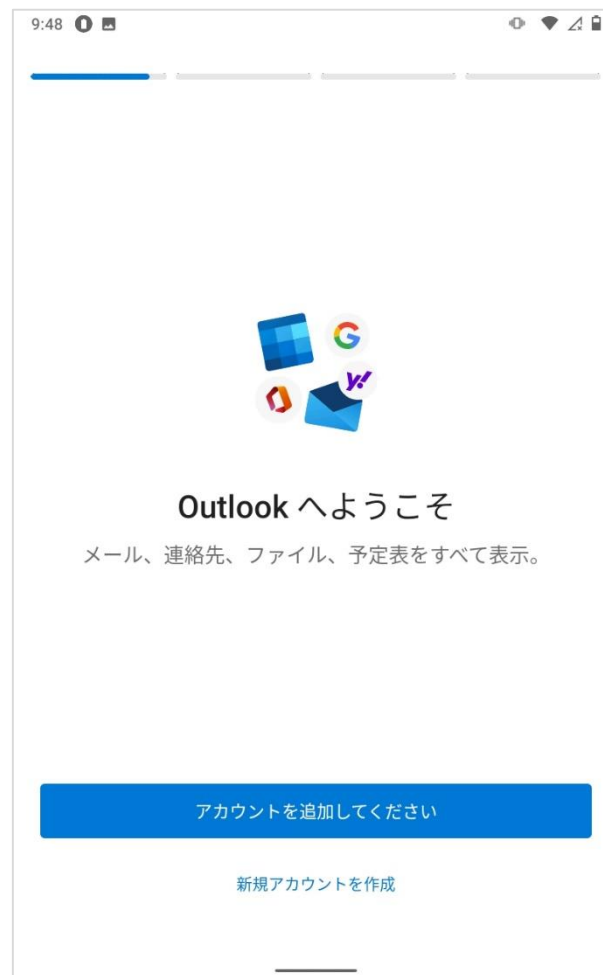 9:48
Outlook へようこそ
メール、連絡先、ファイル、予定表をすべて表示。
アカウントを追加してください
新規アカウントを作成